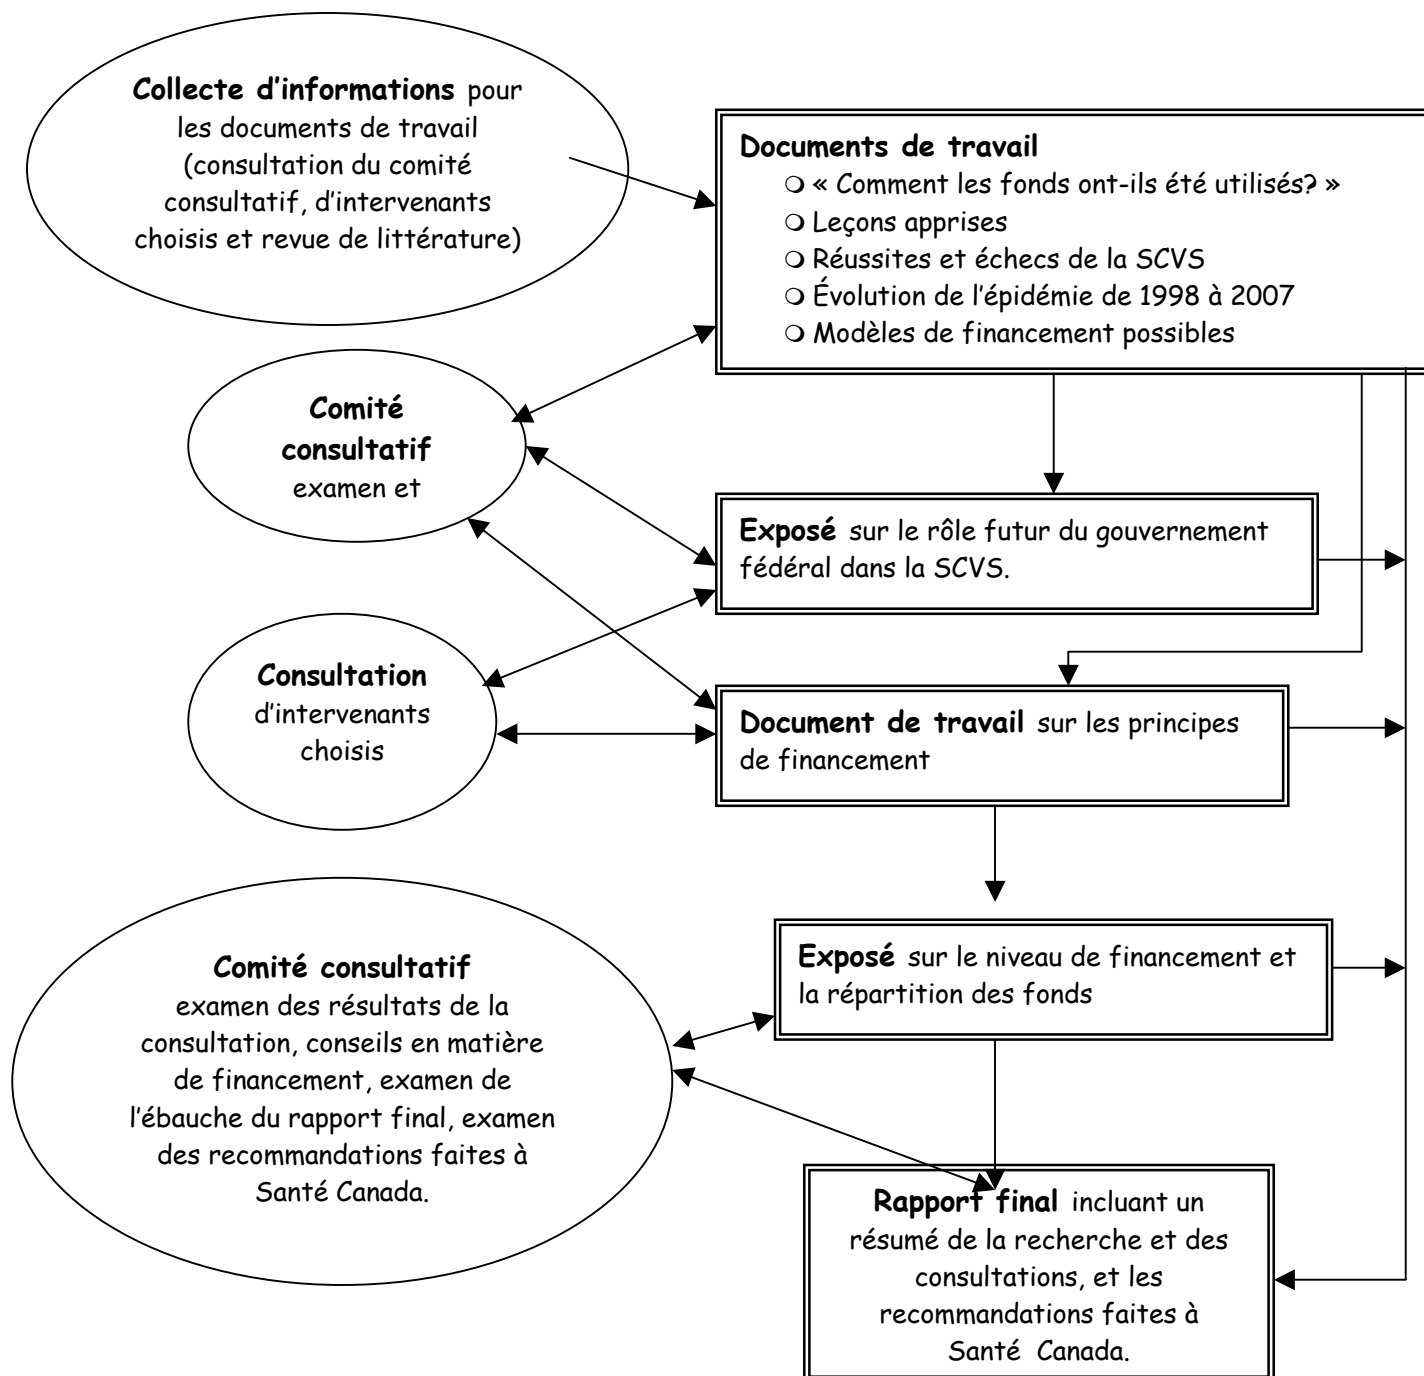 Collecte d'informations pour
les documents de travail
(consultation du comité
consultatif, d'intervenants
choisis et revue de littérature)
Documents de travail
❍ « Comment les fonds ont-ils été utilisés? »
❍ Leçons apprises
❍ Réussites et échecs de la SCVS
❍ Évolution de l'épidémie de 1998 à 2007
❍ Modèles de financement possibles
Comité
consultatif
examen et
Exposé sur le rôle futur du gouvernement
fédéral dans la SCVS.
Consultation
d'intervenants
choisis
Document de travail sur les principes
de financement
Comité consultatif
examen des résultats de la
consultation, conseils en matière
de financement, examen de
l'ébauche du rapport final, examen
des recommandations faites à
Santé Canada.
Exposé sur le niveau de financement et
la répartition des fonds
Rapport final incluant un
résumé de la recherche et des
consultations, et les
recommandations faites à
Santé Canada.